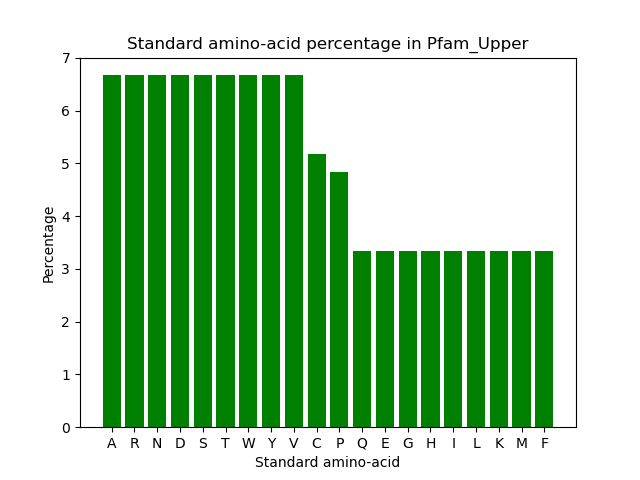 Standard amino-acid percentage in Pfam_Upper
7
6
5
4
3
2
1
0
Percentage
A R N D S T W Y V C P Q E G H I L K M F
Standard amino-acid